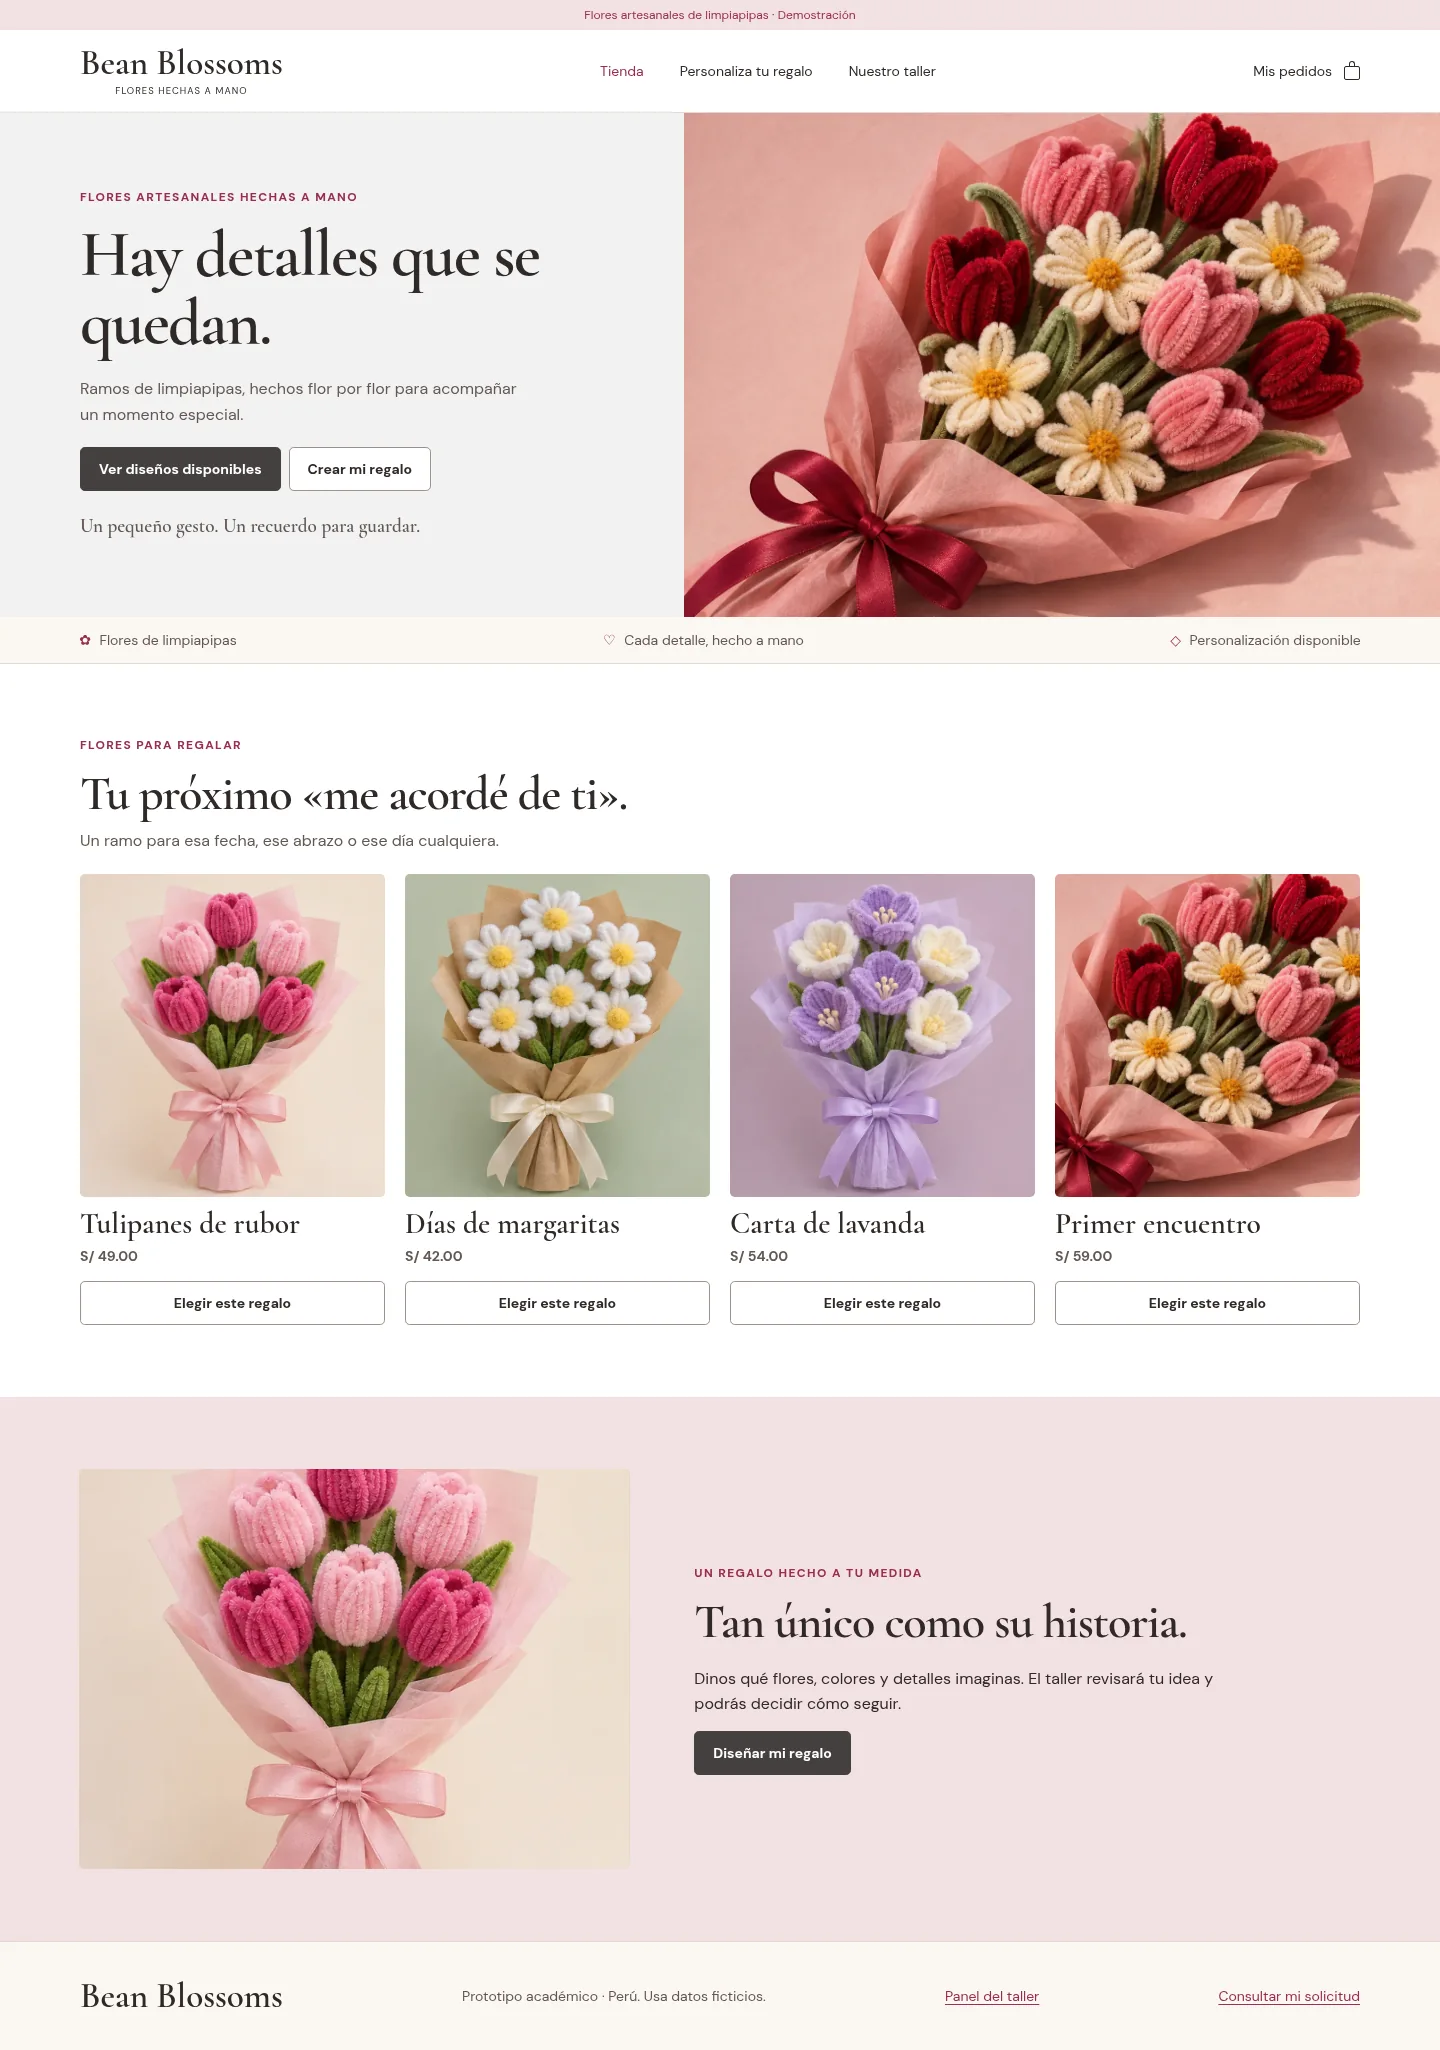 Flores artesanales de limpiapipas · Demostración
Bean Blossoms
FLORES HECHAS A MANO
Tienda
Personaliza tu regalo
Nuestro taller
Mis pedidos
FLORES ARTESANALES HECHAS A MANO
Hay detalles que se
quedan.
Ramos de limpiapipas, hechos flor por flor para acompañar
un momento especial.
Ver diseños disponibles
Crear mi regalo
Un pequeño gesto. Un recuerdo para guardar.
✿ Flores de limpiapipas
♡ Cada detalle, hecho a mano
◇ Personalización disponible
FLORES PARA REGALAR
Tu próximo «me acordé de ti».
Un ramo para esa fecha, ese abrazo o ese día cualquiera.
Tulipanes de rubor
S/ 49.00
Elegir este regalo
Días de margaritas
S/ 42.00
Elegir este regalo
Carta de lavanda
S/ 54.00
Elegir este regalo
Primer encuentro
S/ 59.00
Elegir este regalo
UN REGALO HECHO A TU MEDIDA
Tan único como su historia.
Dinos qué flores, colores y detalles imaginas. El taller revisará tu idea y
podrás decidir cómo seguir.
Diseñar mi regalo
Bean Blossoms
Prototipo académico · Perú. Usa datos ficticios.
Panel del taller
Consultar mi solicitud